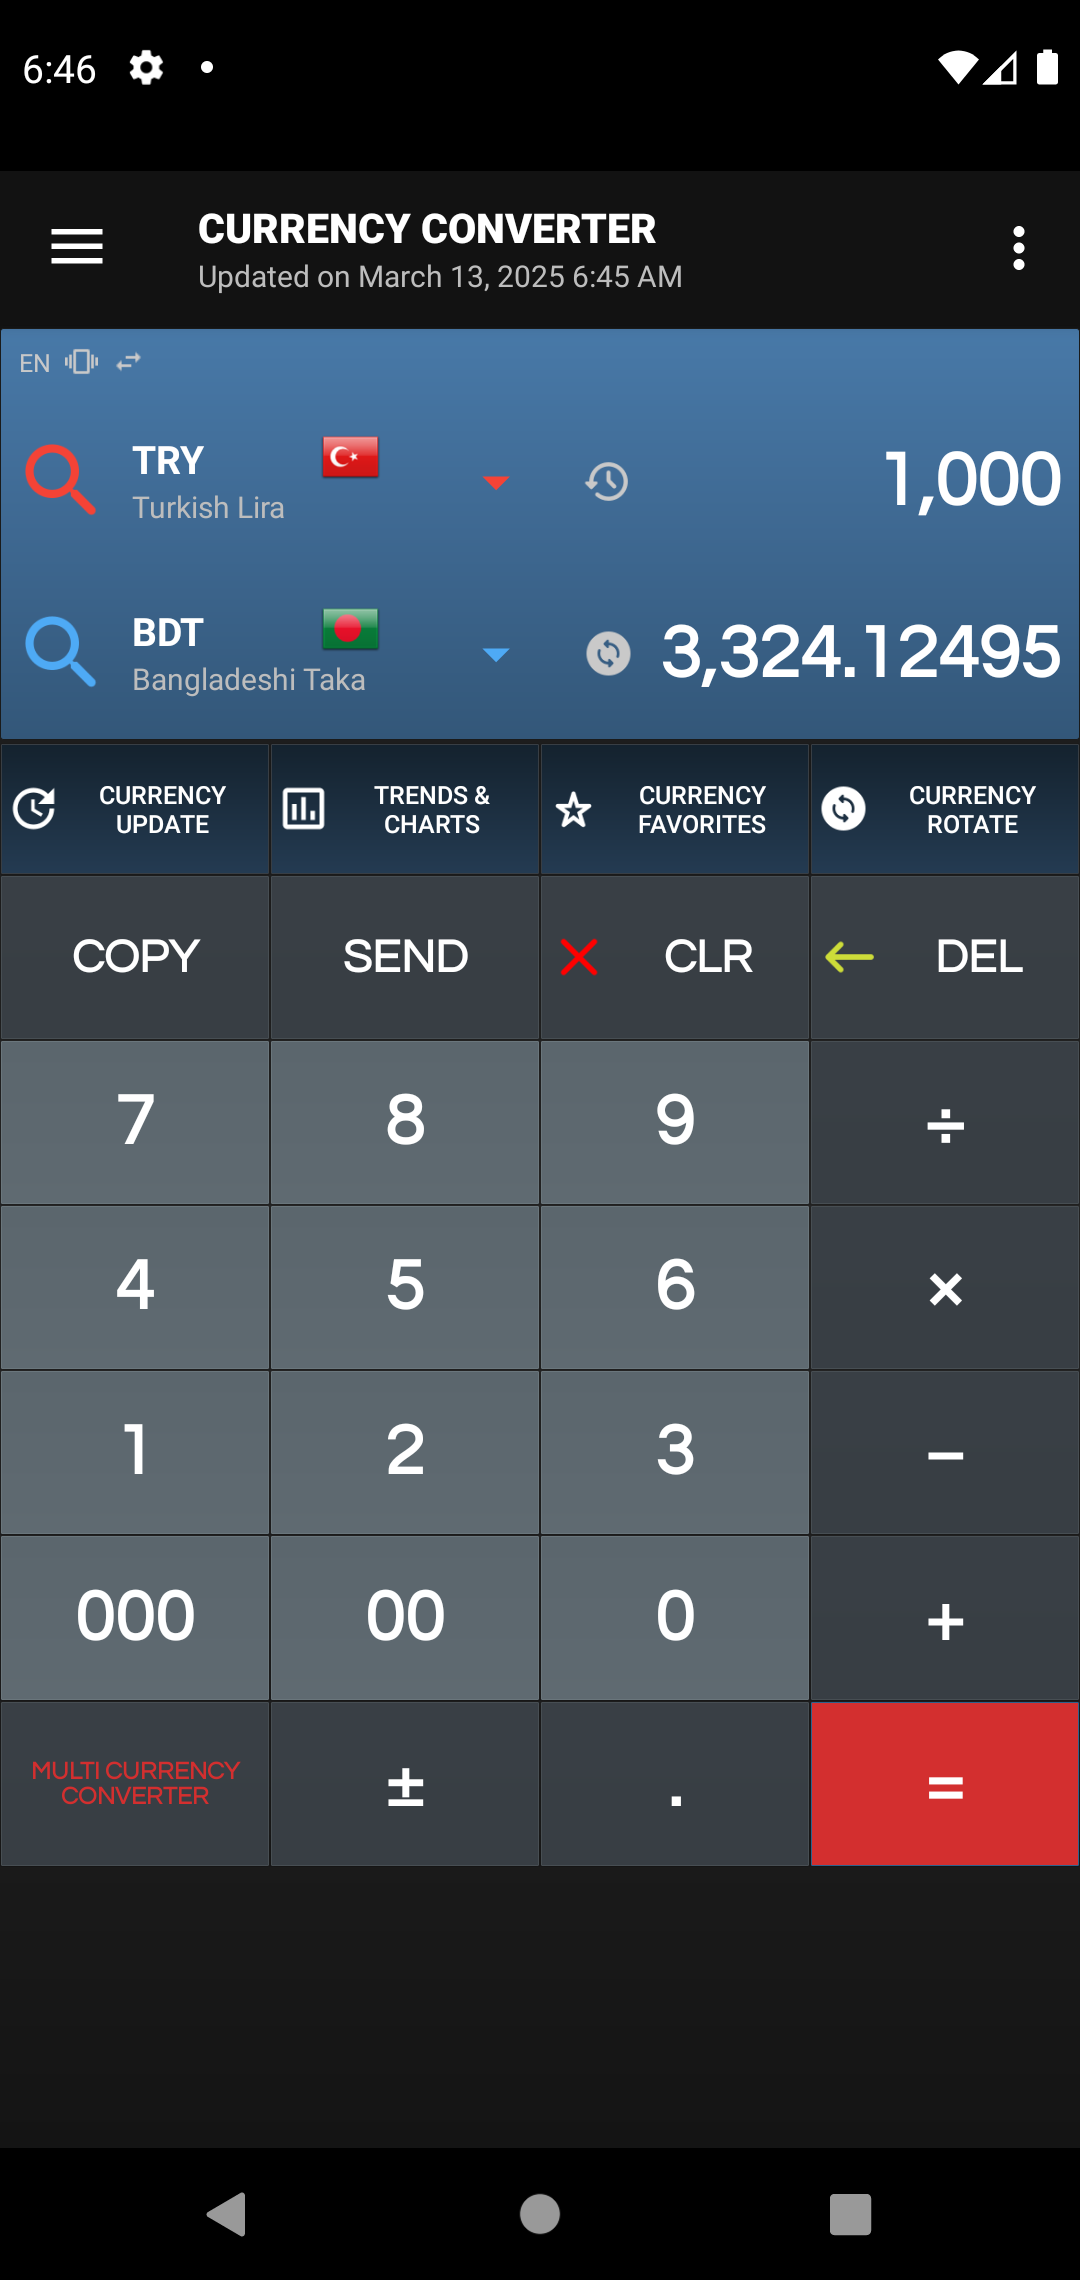 6:46
CURRENCY CONVERTER
Updated on March 13, 2025 6:45 AM
EN
TRY
Turkish Lira
1,000
BDT
Bangladeshi Taka
3,324.12495
CURRENCY
UPDATE
TRENDS &
CHARTS
CURRENCY
FAVORITES
CURRENCY
ROTATE
COPY
SEND
CLR
DEL
7
8
9
÷
4
5
6
×
1
2
3
−
000
00
0
+
MULTI CURRENCY
CONVERTER
±
.
=